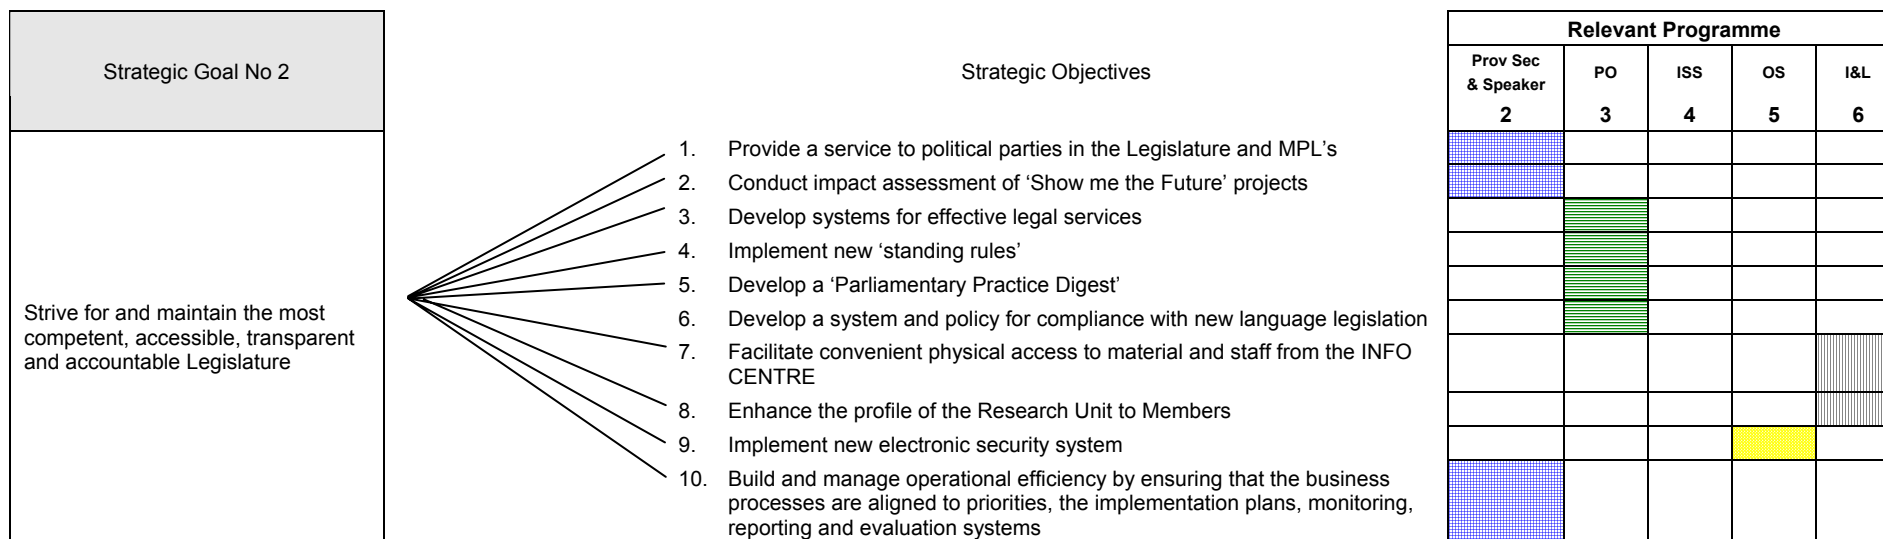 Strategic Goal No 2
Strategic Objectives
Relevant Programme
Prov Sec
& Speaker
PO
ISS
OS
I&L
2
3
4
5
6
Strive for and maintain the most
competent, accessible, transparent
and accountable Legislature
1. Provide a service to political parties in the Legislature and MPL's
2. Conduct impact assessment of ‘Show me the Future’ projects
3. Develop systems for effective legal services
4. Implement new ‘standing rules’
5. Develop a ‘Parliamentary Practice Digest’
6. Develop a system and policy for compliance with new language legislation
7. Facilitate convenient physical access to material and staff from the INFO
CENTRE
8. Enhance the profile of the Research Unit to Members
9. Implement new electronic security system
10. Build and manage operational efficiency by ensuring that the business
processes are aligned to priorities, the implementation plans, monitoring,
reporting and evaluation systems